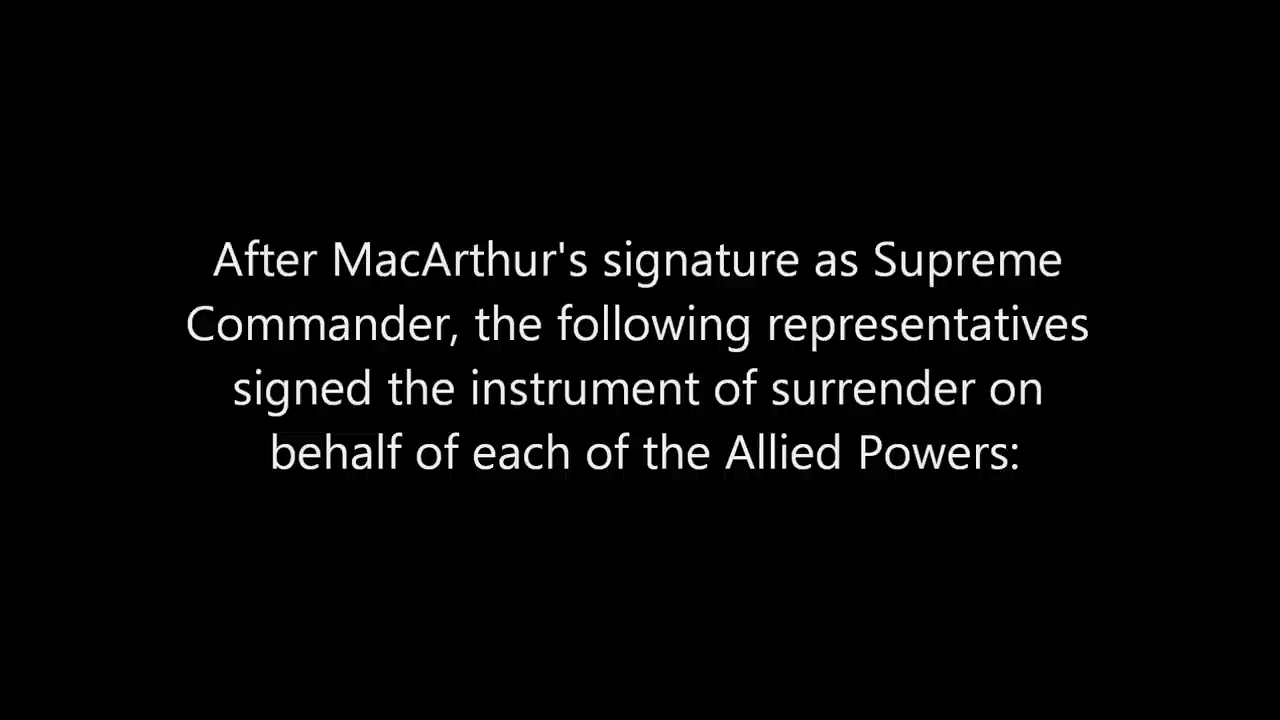 After MacArthur's signature as Supreme
Commander, the following representatives
signed the instrument of surrender on
behalf of each of the Allied Powers: